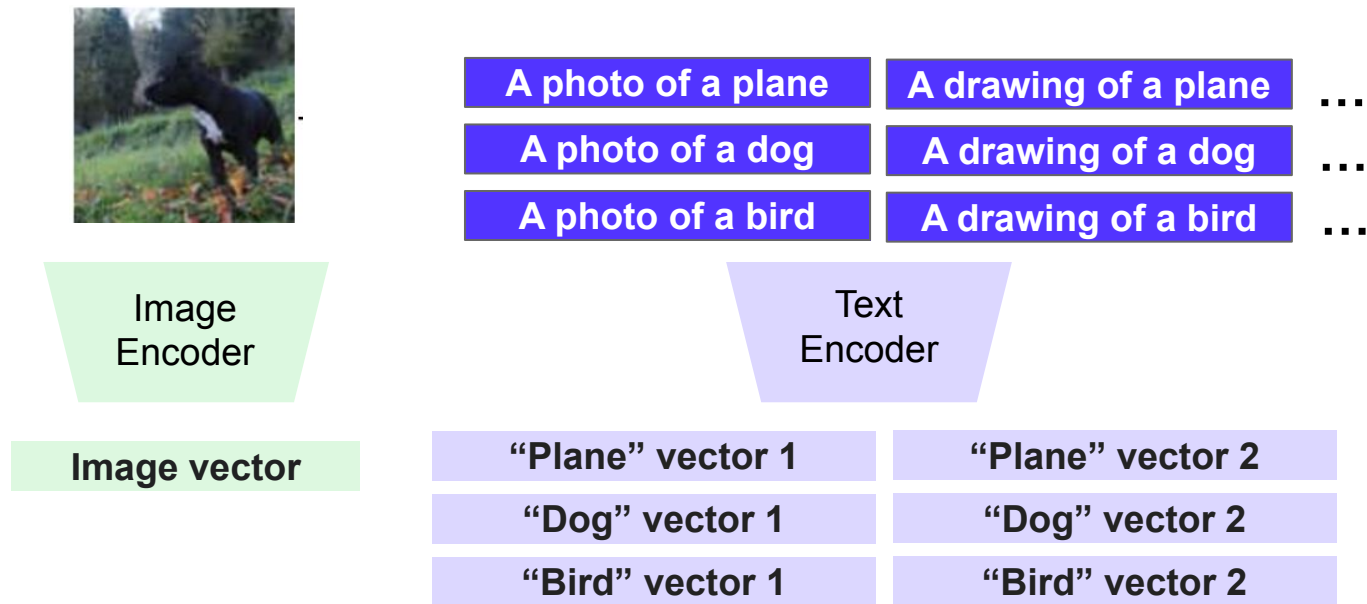 A photo of a plane
A drawing of a plane
...
A photo of a dog
A drawing of a dog
...
A photo of a bird
A drawing of a bird
...
Image
Encoder
Text
Encoder
Image vector
“Plane” vector 1
“Plane” vector 2
“Dog” vector 1
“Dog” vector 2
“Bird” vector 1
“Bird” vector 2